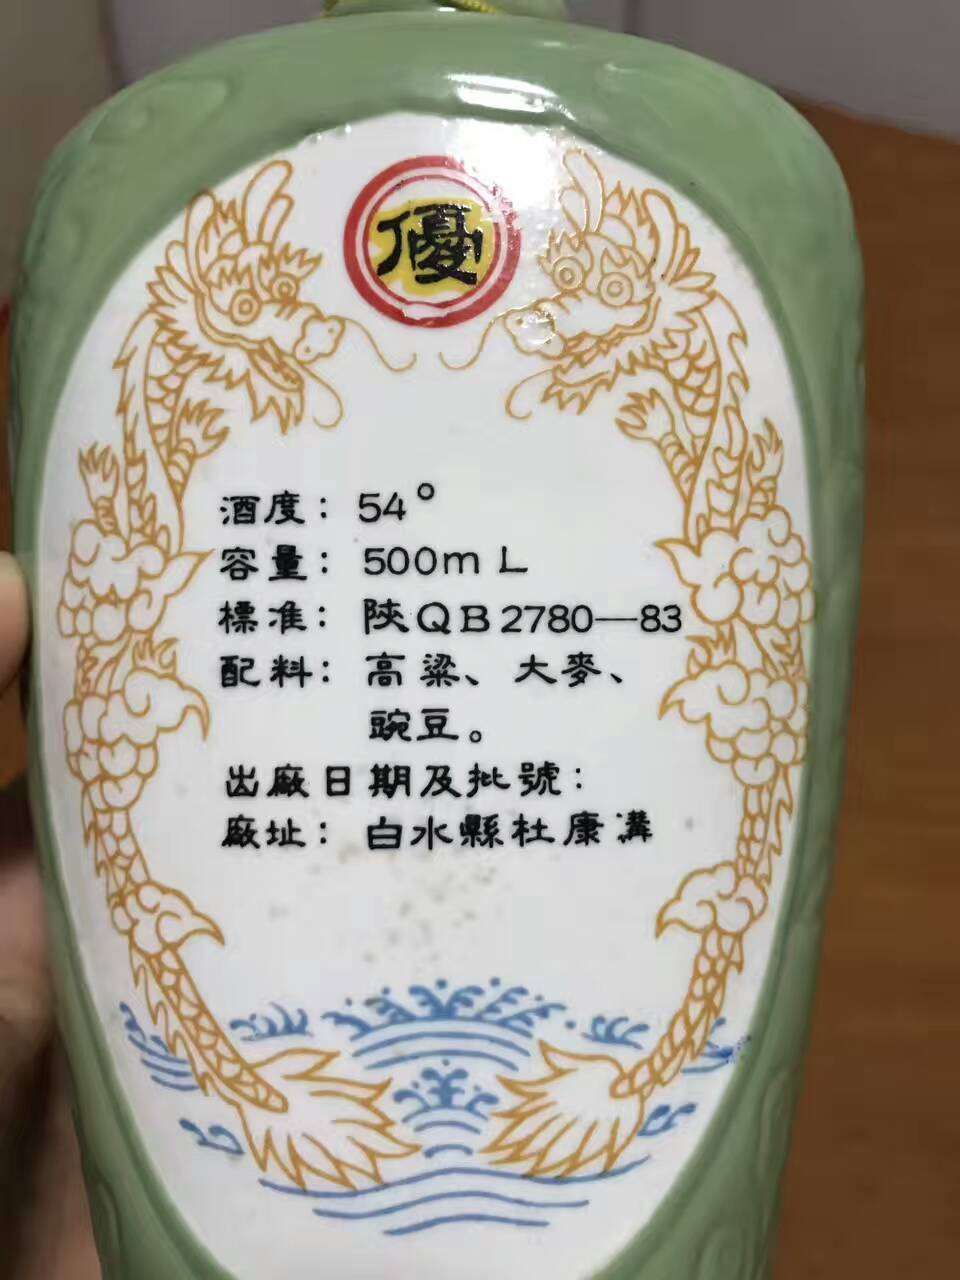 優
酒度：54°
容量：500mL
標准：陝QB2780—83
配料：高粱、大麥、
豌豆。
出廠日期及批號：
廠址：白水縣杜康溝